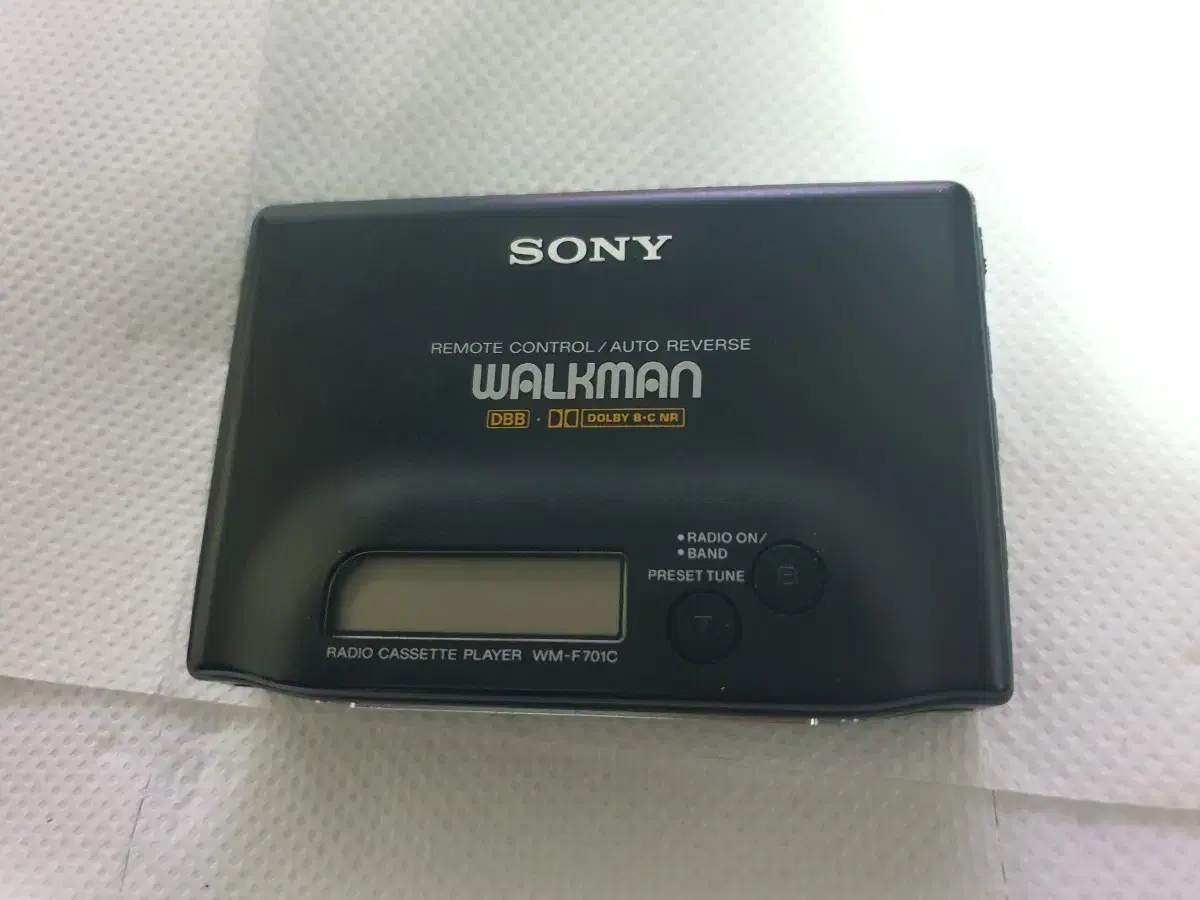 SONY
REMOTE CONTROL/AUTO REVERSE
WALKMAN
DBB · DOLBY B·C NR
•RADIO ON/
•BAND
B
PRESET TUNE
T
RADIO CASSETTE PLAYER WM-F701C